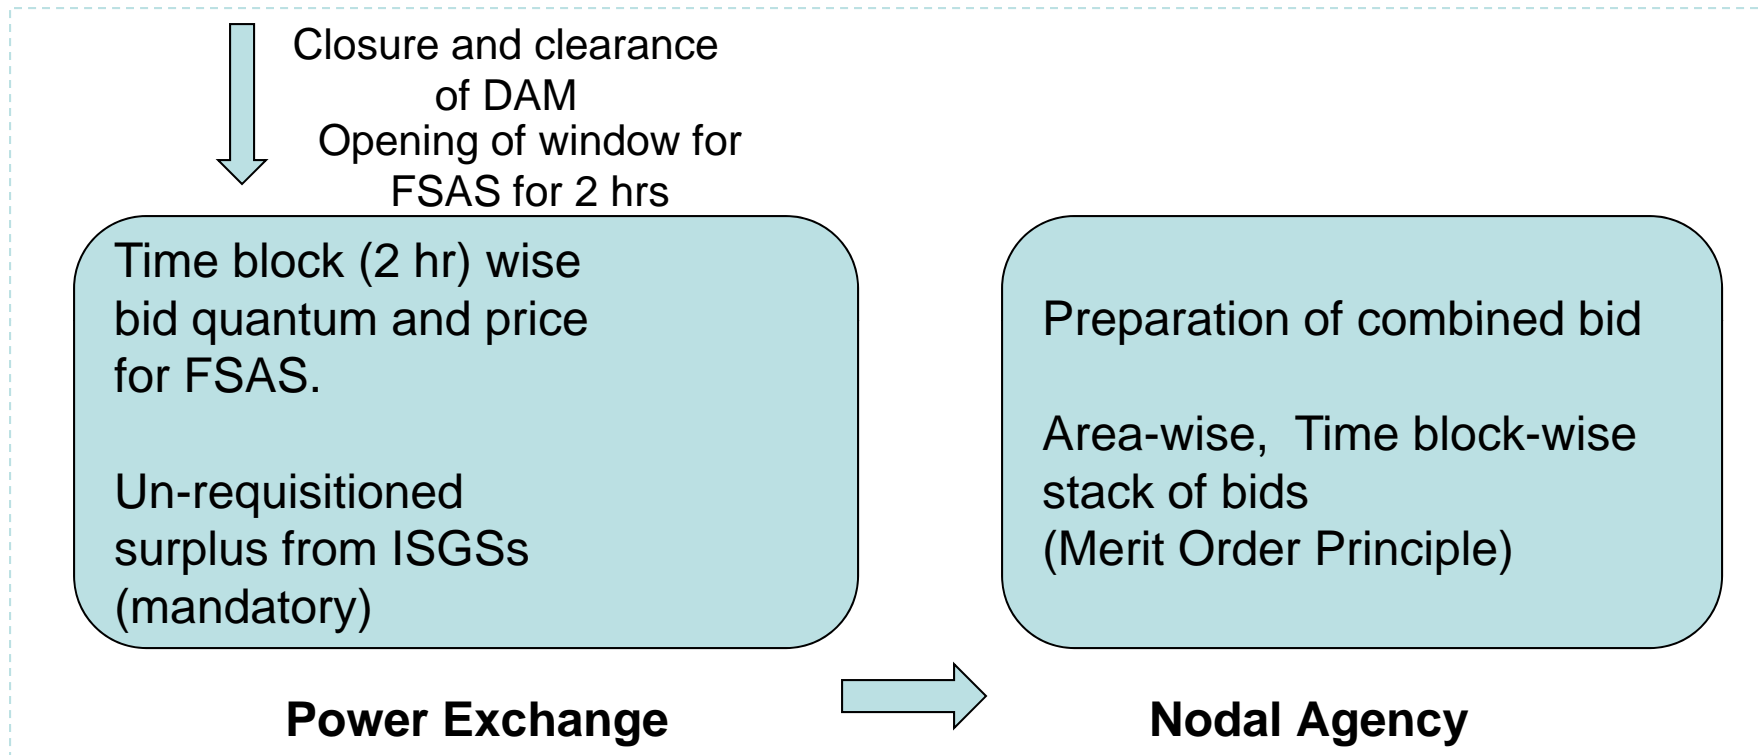 Closure and clearance
of DAM
Opening of window for
FSAS for 2 hrs
Time block (2 hr) wise
bid quantum and price
for FSAS.
Un-requisitioned
surplus from ISGSs
(mandatory)
Power Exchange
Preparation of combined bid
Area-wise,  Time block-wise
stack of bids
(Merit Order Principle)
Nodal Agency